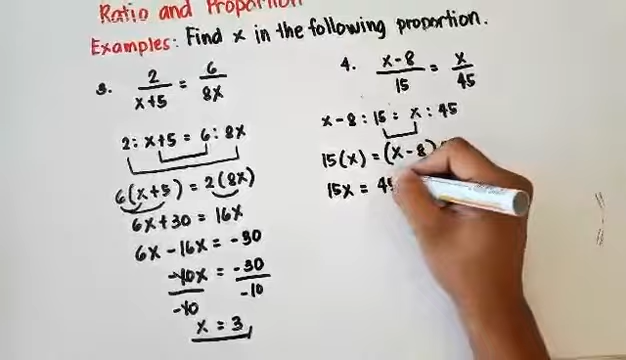 Ratio and Proportion
Examples: Find x in the following proportion.
3. 2/x+5 = 6/8x
2 : x+5 = 6 : 8x
6(x+5) = 2(8x)
6x+30 = 16x
6x-16x = -30
-10x/-10 = -30/-10
x = 3
4. x-8/15 = x/45
x-8 : 15 = x : 45
15(x) = (x-8)
15x = 4